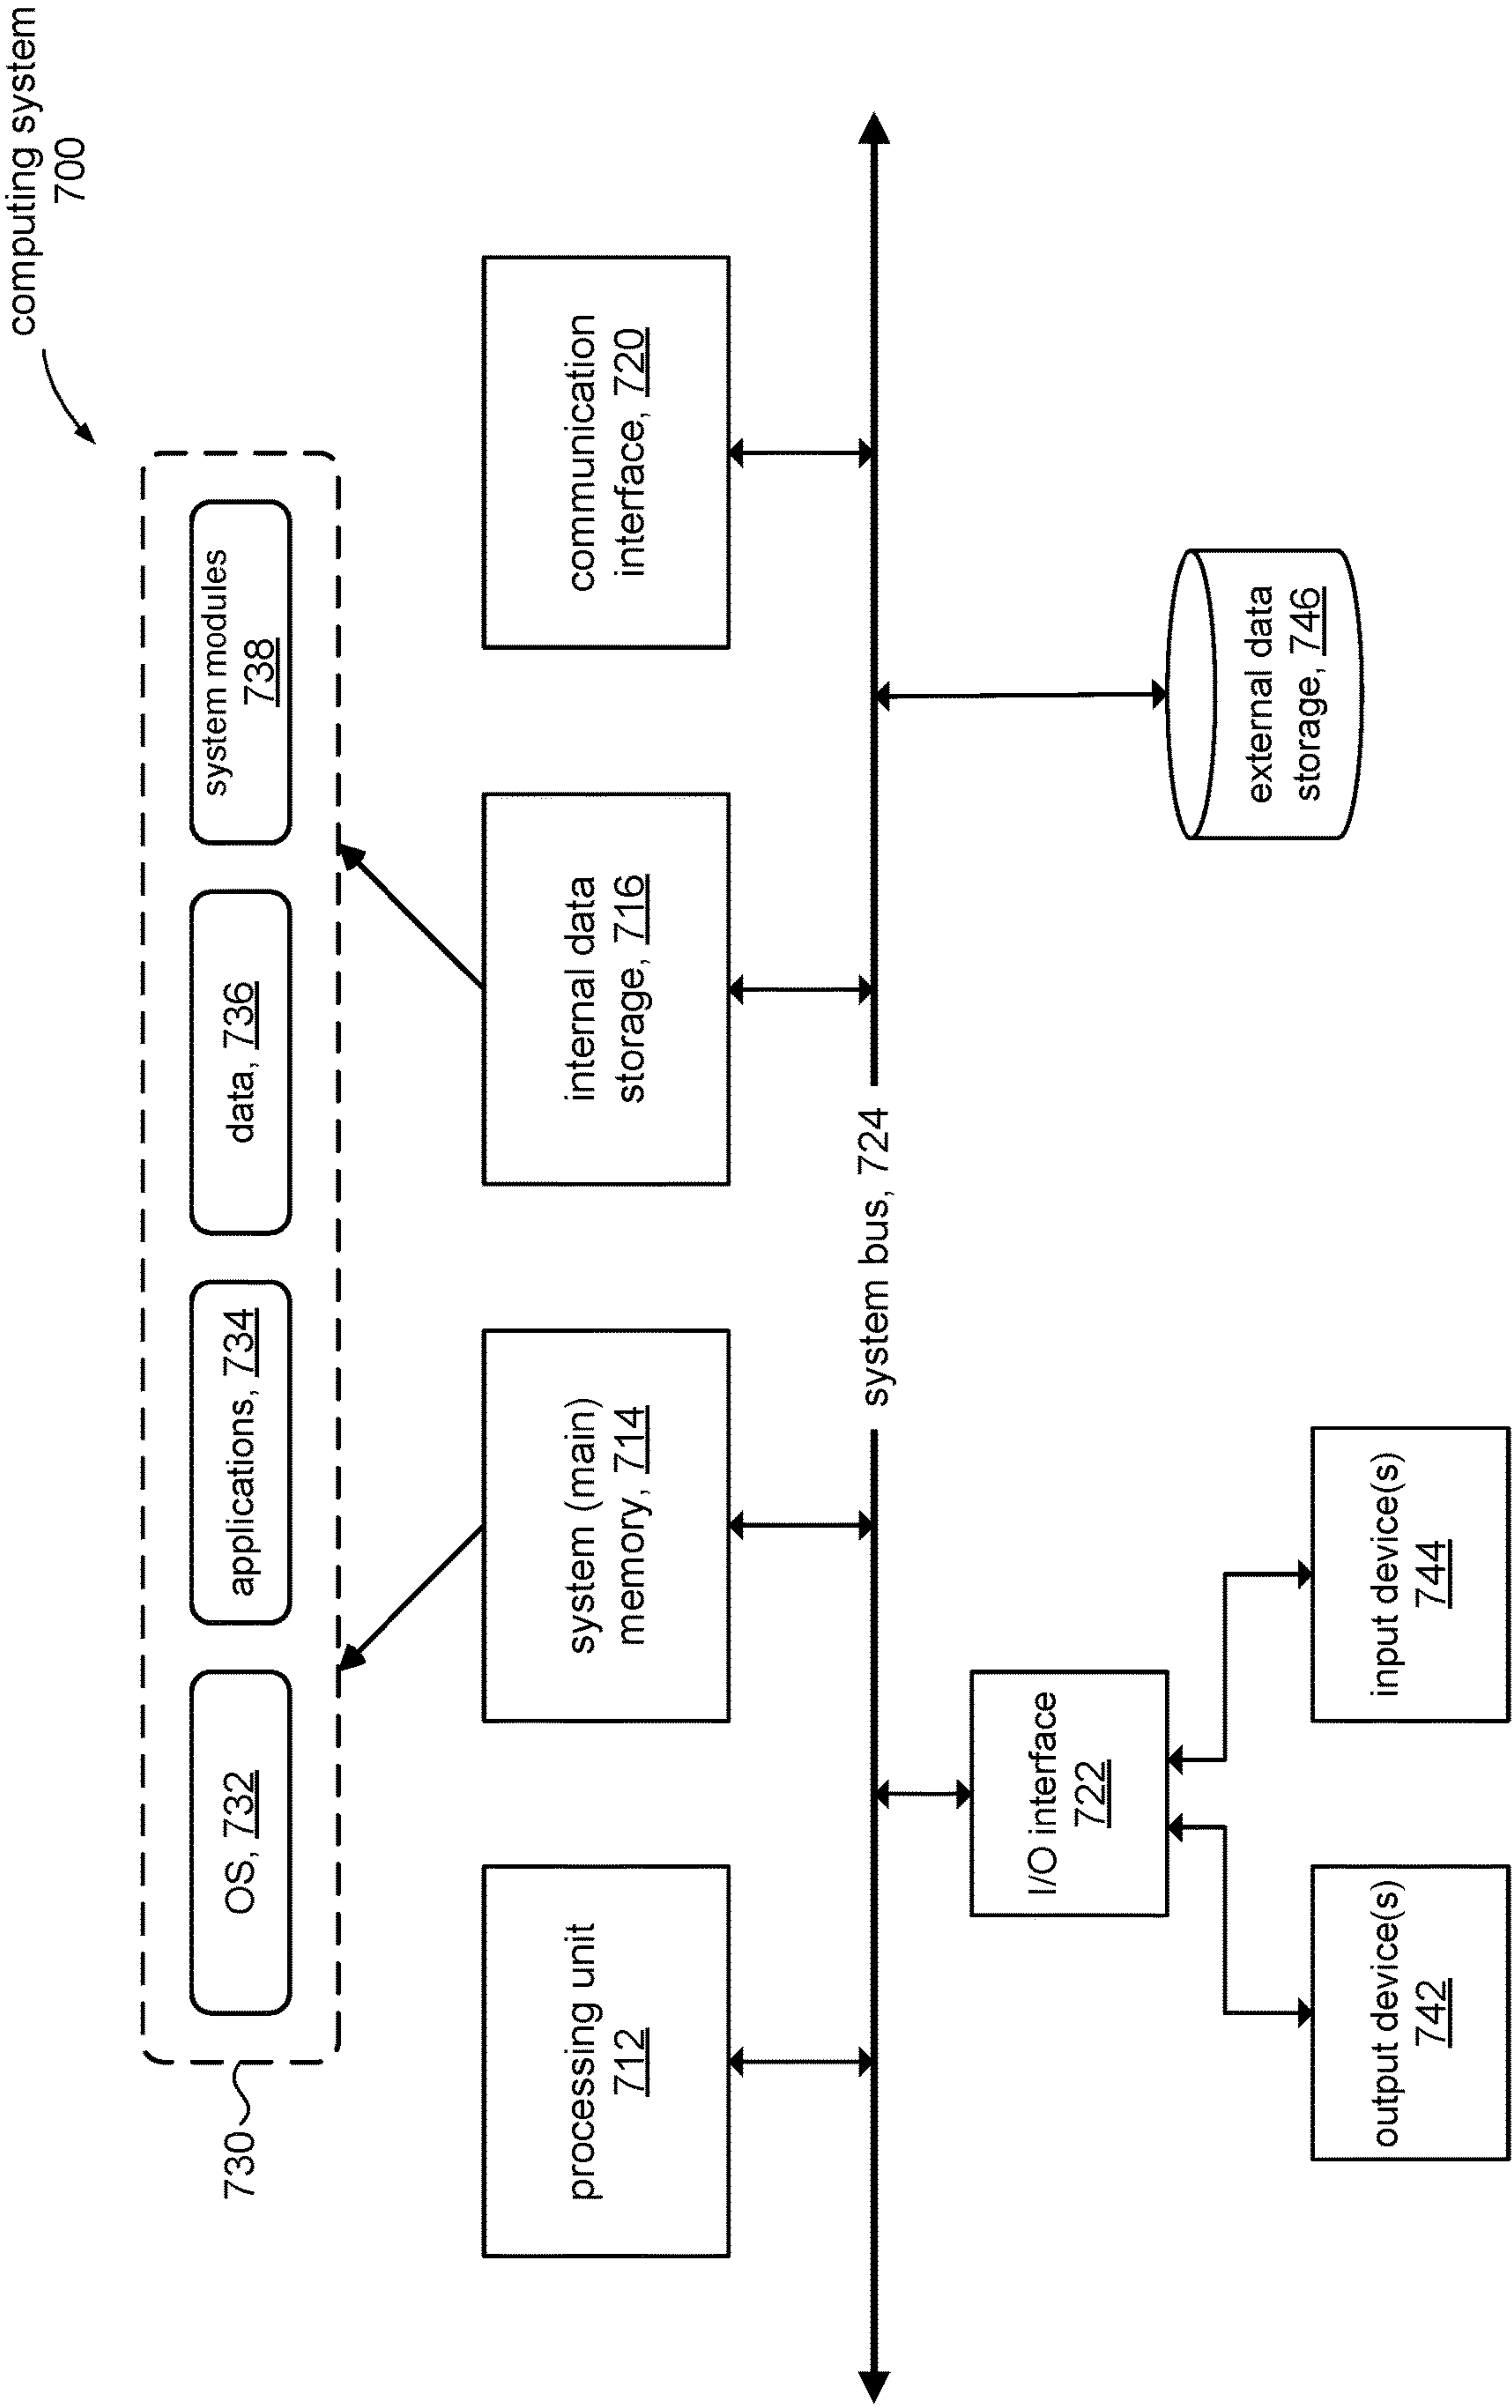 computing system
700
730
OS, 732
applications, 734
data, 736
system modules
738
processing unit
712
system (main)
memory, 714
internal data
storage, 716
communication
interface, 720
system bus, 724
I/O interface
722
external data
storage, 746
output device(s)
742
input device(s)
744